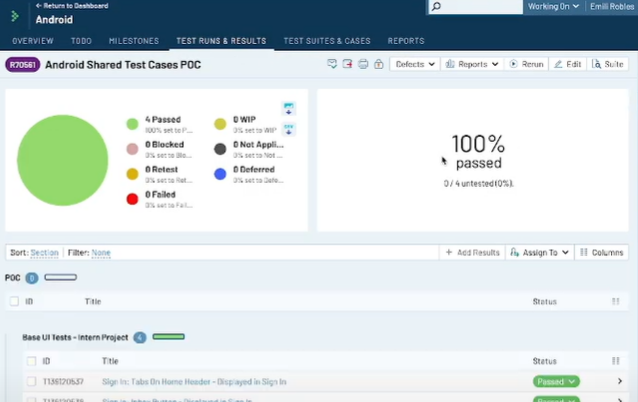 ← Return to Dashboard
Android
Working On
Emili Robles
OVERVIEW TODO MILESTONES TEST RUNS & RESULTS TEST SUITES & CASES REPORTS
R70561 Android Shared Test Cases POC
Defects Reports Rerun Edit Suite
4 Passed
100% set to P...
0 WIP
0% set to WIP
0 Blocked
0% set to Blo...
0 Not Appli...
0% set to Not ...
0 Retest
0% set to Ret...
0 Deferred
0% set to Defe...
0 Failed
0% set to Fail...
100%
passed
0 / 4 untested (0%).
Sort: Section Filter: None
+ Add Results Assign To Columns
POC 0
ID Title Status
Base UI Tests - Intern Project 4
ID Title Status
T136120537 Sign In: Tabs On Home Header - Displayed in Sign In Passed